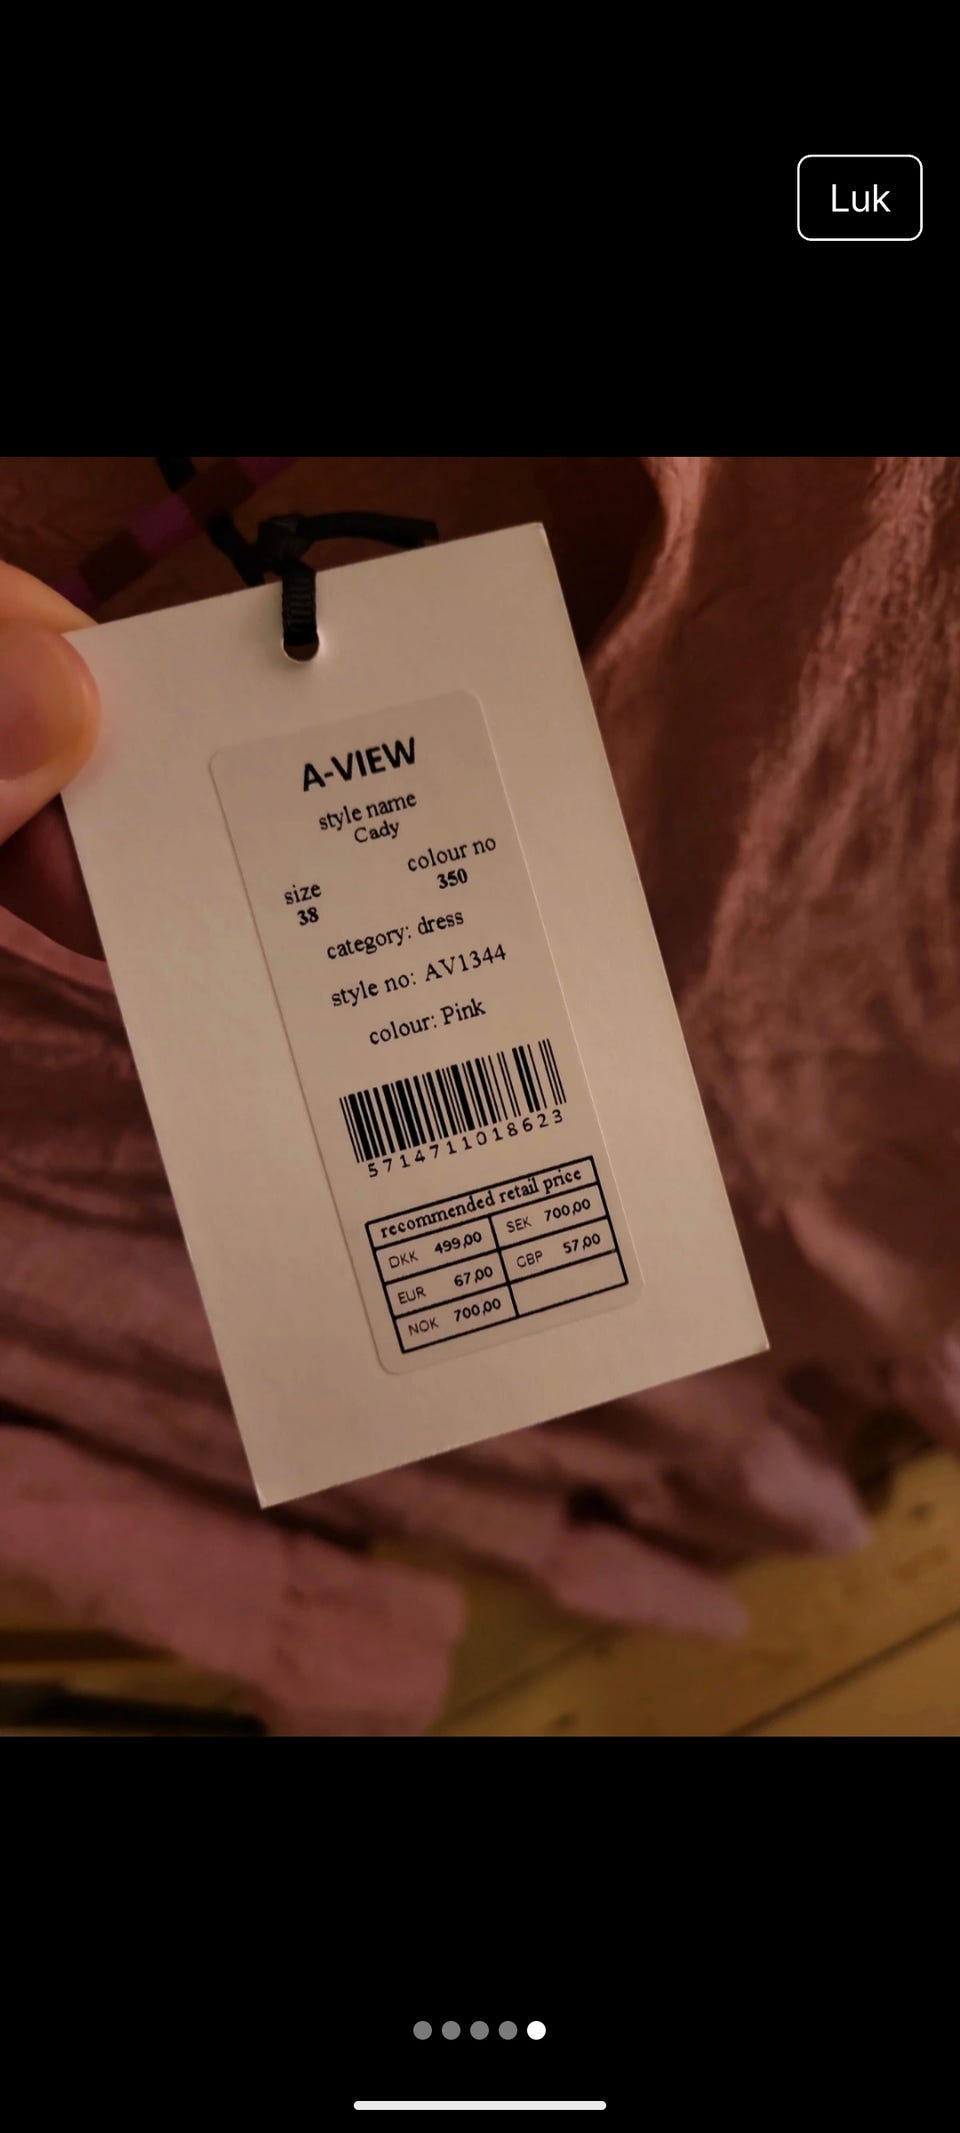 Luk
A-VIEW
style name
Cady
size colour no
38 350
category: dress
style no: AV1344
colour: Pink
5714711018623
recommended retail price
DKK 499,00 SEK 700,00
EUR 67,00 GBP 57,00
NOK 700,00